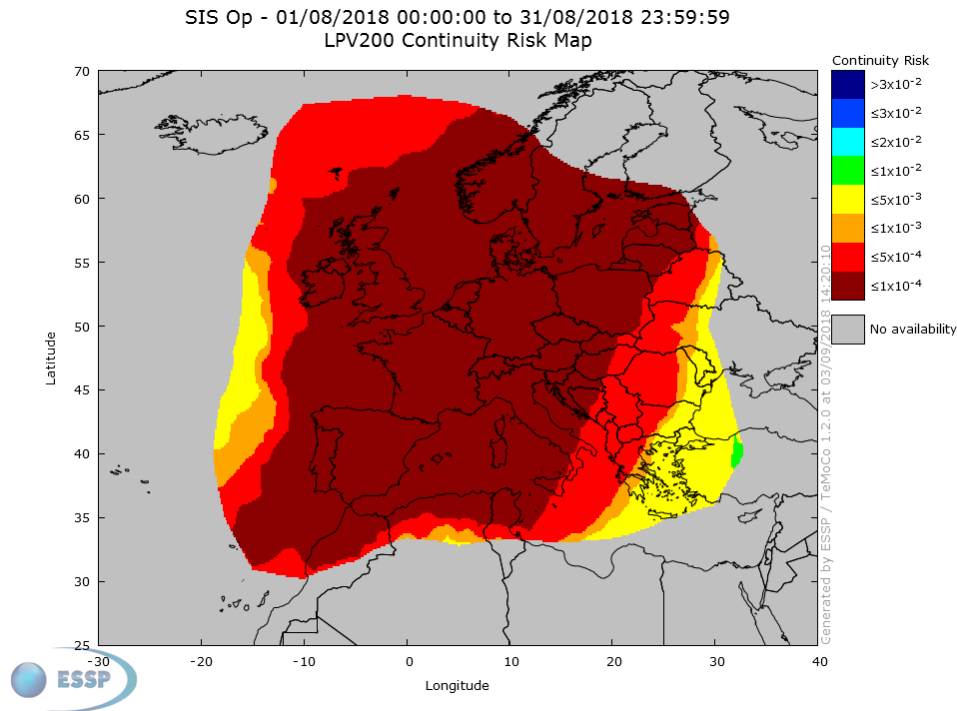 SIS Op - 01/08/2018 00:00:00 to 31/08/2018 23:59:59
LPV200 Continuity Risk Map
Continuity Risk
>3x10-2
≤3x10-2
≤2x10-2
≤1x10-2
≤5x10-3
≤1x10-3
≤5x10-4
≤1x10-4
No availability
70
65
60
55
50
45
40
35
30
25
Latitude
-30
-20
-10
0
10
20
30
40
Longitude
Generated by ESSP / TeMoCo 1.2.0 at 03/09/2018 14:20:10
ESSP